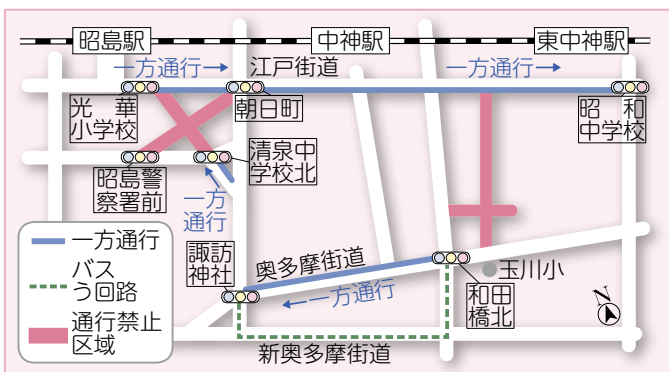 昭島駅
中神駅
東中神駅
一方通行→
江戸街道
一方通行→
光華
小学校
朝日町
昭和
中学校
昭島警
察署前
清泉中
学校北
一方
通行
諏訪
神社
奥多摩街道
←一方通行
和田
橋北
玉川小
新奥多摩街道
N
一方通行
バス
う回路
通行禁止
区域